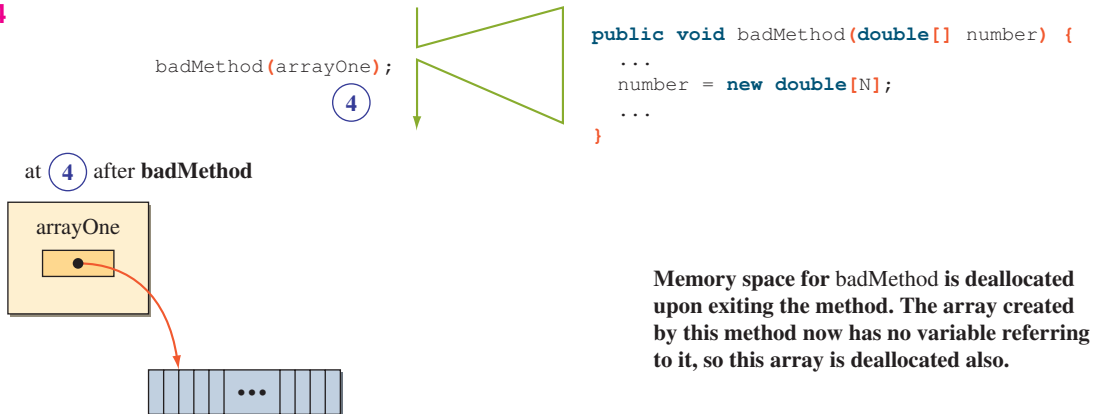 4
badMethod(arrayOne);
4
public void badMethod(double[] number) {
...
number = new double[N];
...
}
at 4 after badMethod
arrayOne
•••
Memory space for badMethod is deallocated
upon exiting the method. The array created
by this method now has no variable referring
to it, so this array is deallocated also.